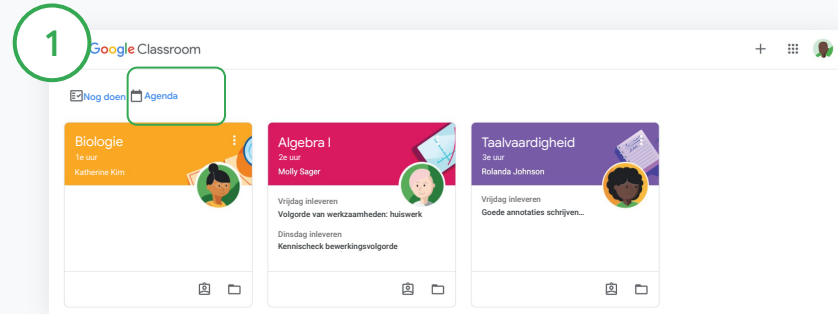 1
Google Classroom
Nog doen Agenda
Biologie
1e uur
Katherine Kim
Algebra I
2e uur
Molly Sager
Vrijdag inleveren
Volgorde van werkzaamheden: huiswerk
Dinsdag inleveren
Kennischeck bewerkingsvolgorde
Taalvaardigheid
3e uur
Rolanda Johnson
Vrijdag inleveren
Goede annotaties schrijven...